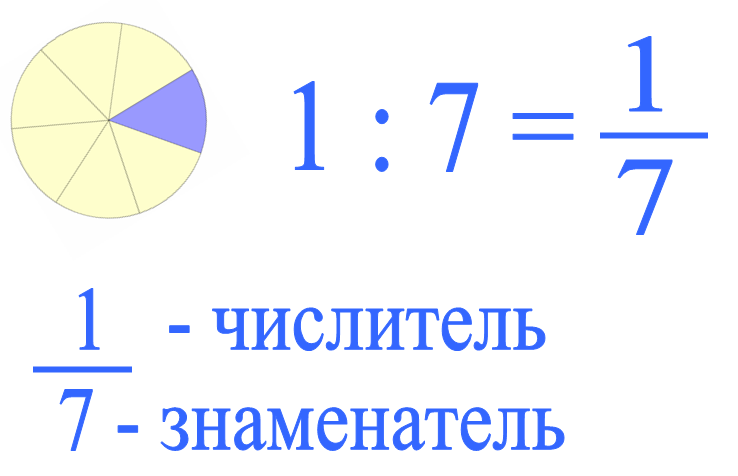 1 : 7 = 1/7
1 - числитель
7 - знаменатель